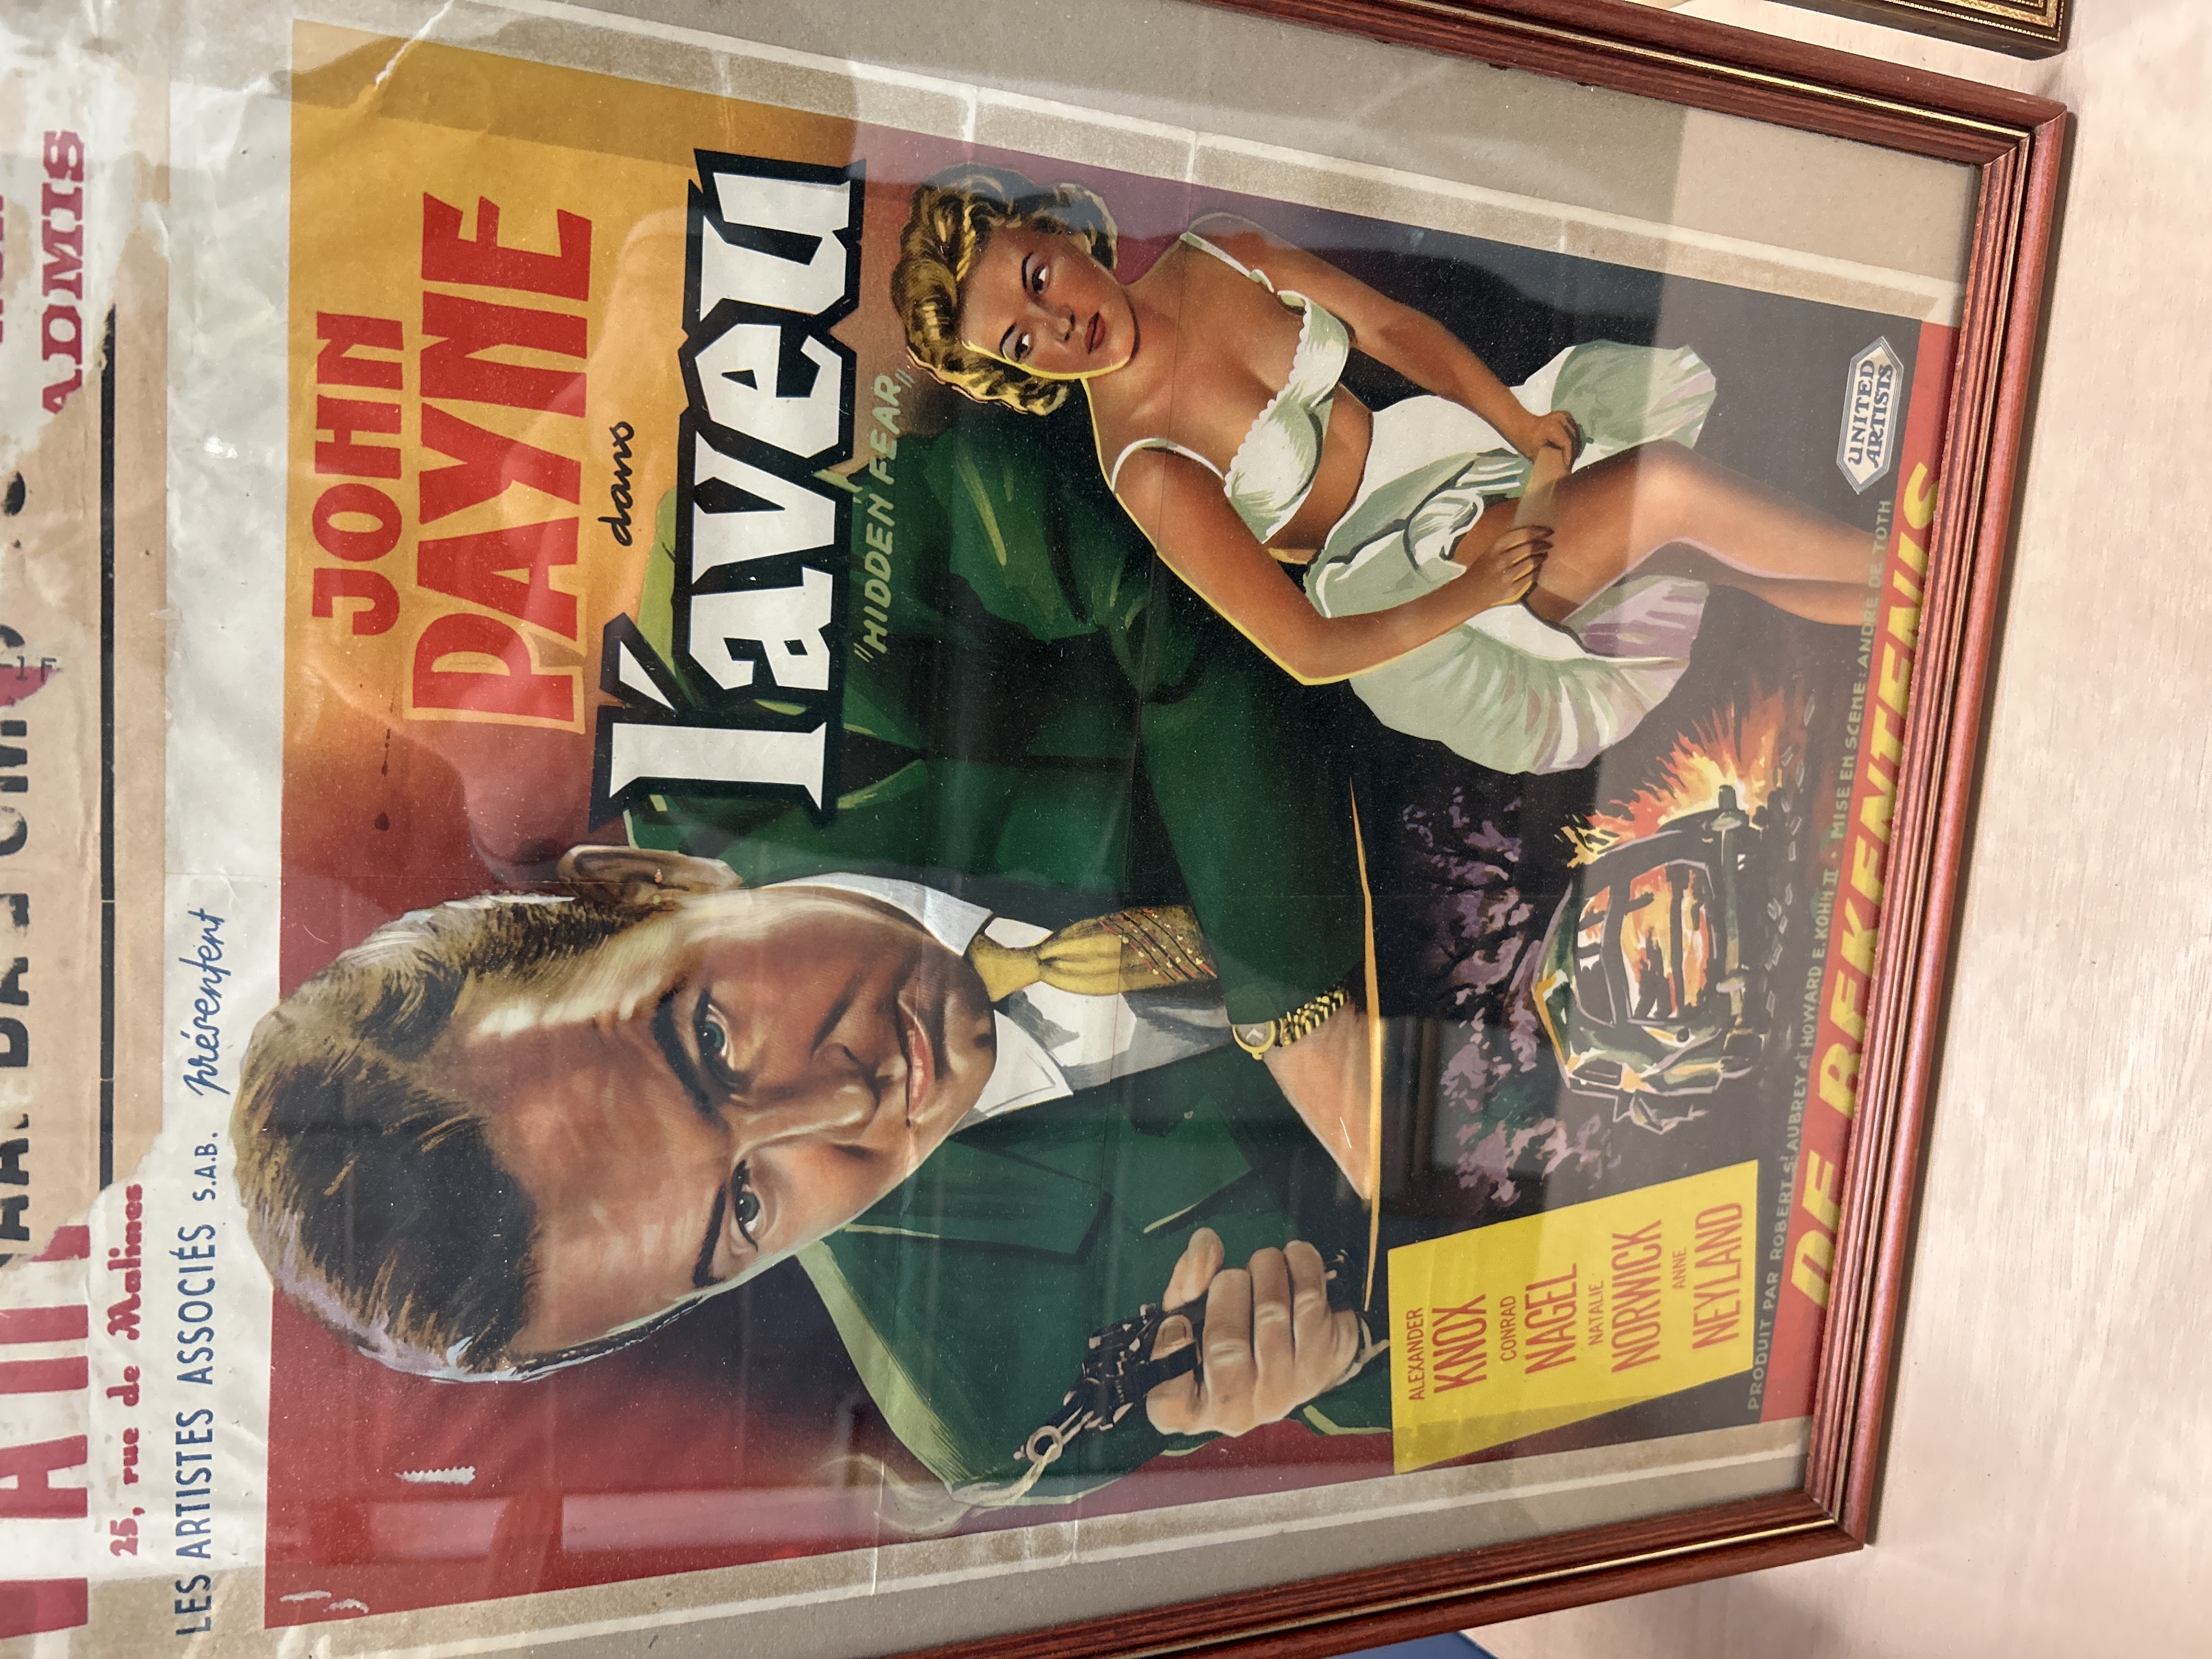 ADMIS
25, rue de Malines
LES ARTISTES ASSOCIÉS S.A.B. présentent
JOHN
PAYNE
dans
l'aveu
"HIDDEN FEAR"
ALEXANDER
KNOX
CONRAD
NAGEL
NATALIE
NORWICK
ANNE
NEYLAND
UNITED
ARTISTS
PRODUIT PAR ROBERT ST AUBREY et HOWARD E. KOHN II - MISE EN SCENE: ANDRE DE TOTH
DE BEKENTENIS